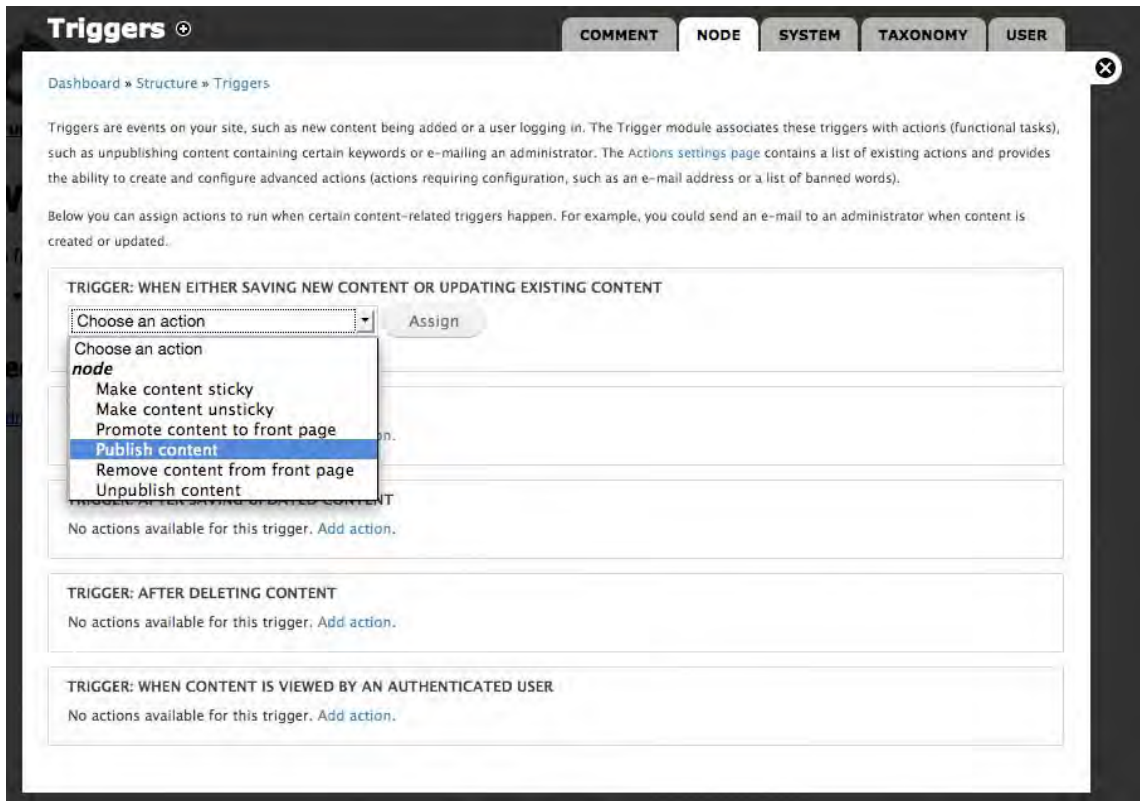 Triggers
COMMENT
NODE
SYSTEM
TAXONOMY
USER
Dashboard » Structure » Triggers
Triggers are events on your site, such as new content being added or a user logging in. The Trigger module associates these triggers with actions (functional tasks),
such as unpublishing content containing certain keywords or e-mailing an administrator. The Actions settings page contains a list of existing actions and provides
the ability to create and configure advanced actions (actions requiring configuration, such as an e-mail address or a list of banned words).
Below you can assign actions to run when certain content-related triggers happen. For example, you could send an e-mail to an administrator when content is
created or updated.
TRIGGER: WHEN EITHER SAVING NEW CONTENT OR UPDATING EXISTING CONTENT
Choose an action
Assign
Choose an action
node
Make content sticky
Make content unsticky
Promote content to front page
Publish content
Remove content from front page
Unpublish content
TRIGGER: AFTER SAVING UPDATED CONTENT
No actions available for this trigger. Add action.
TRIGGER: AFTER DELETING CONTENT
No actions available for this trigger. Add action.
TRIGGER: WHEN CONTENT IS VIEWED BY AN AUTHENTICATED USER
No actions available for this trigger. Add action.